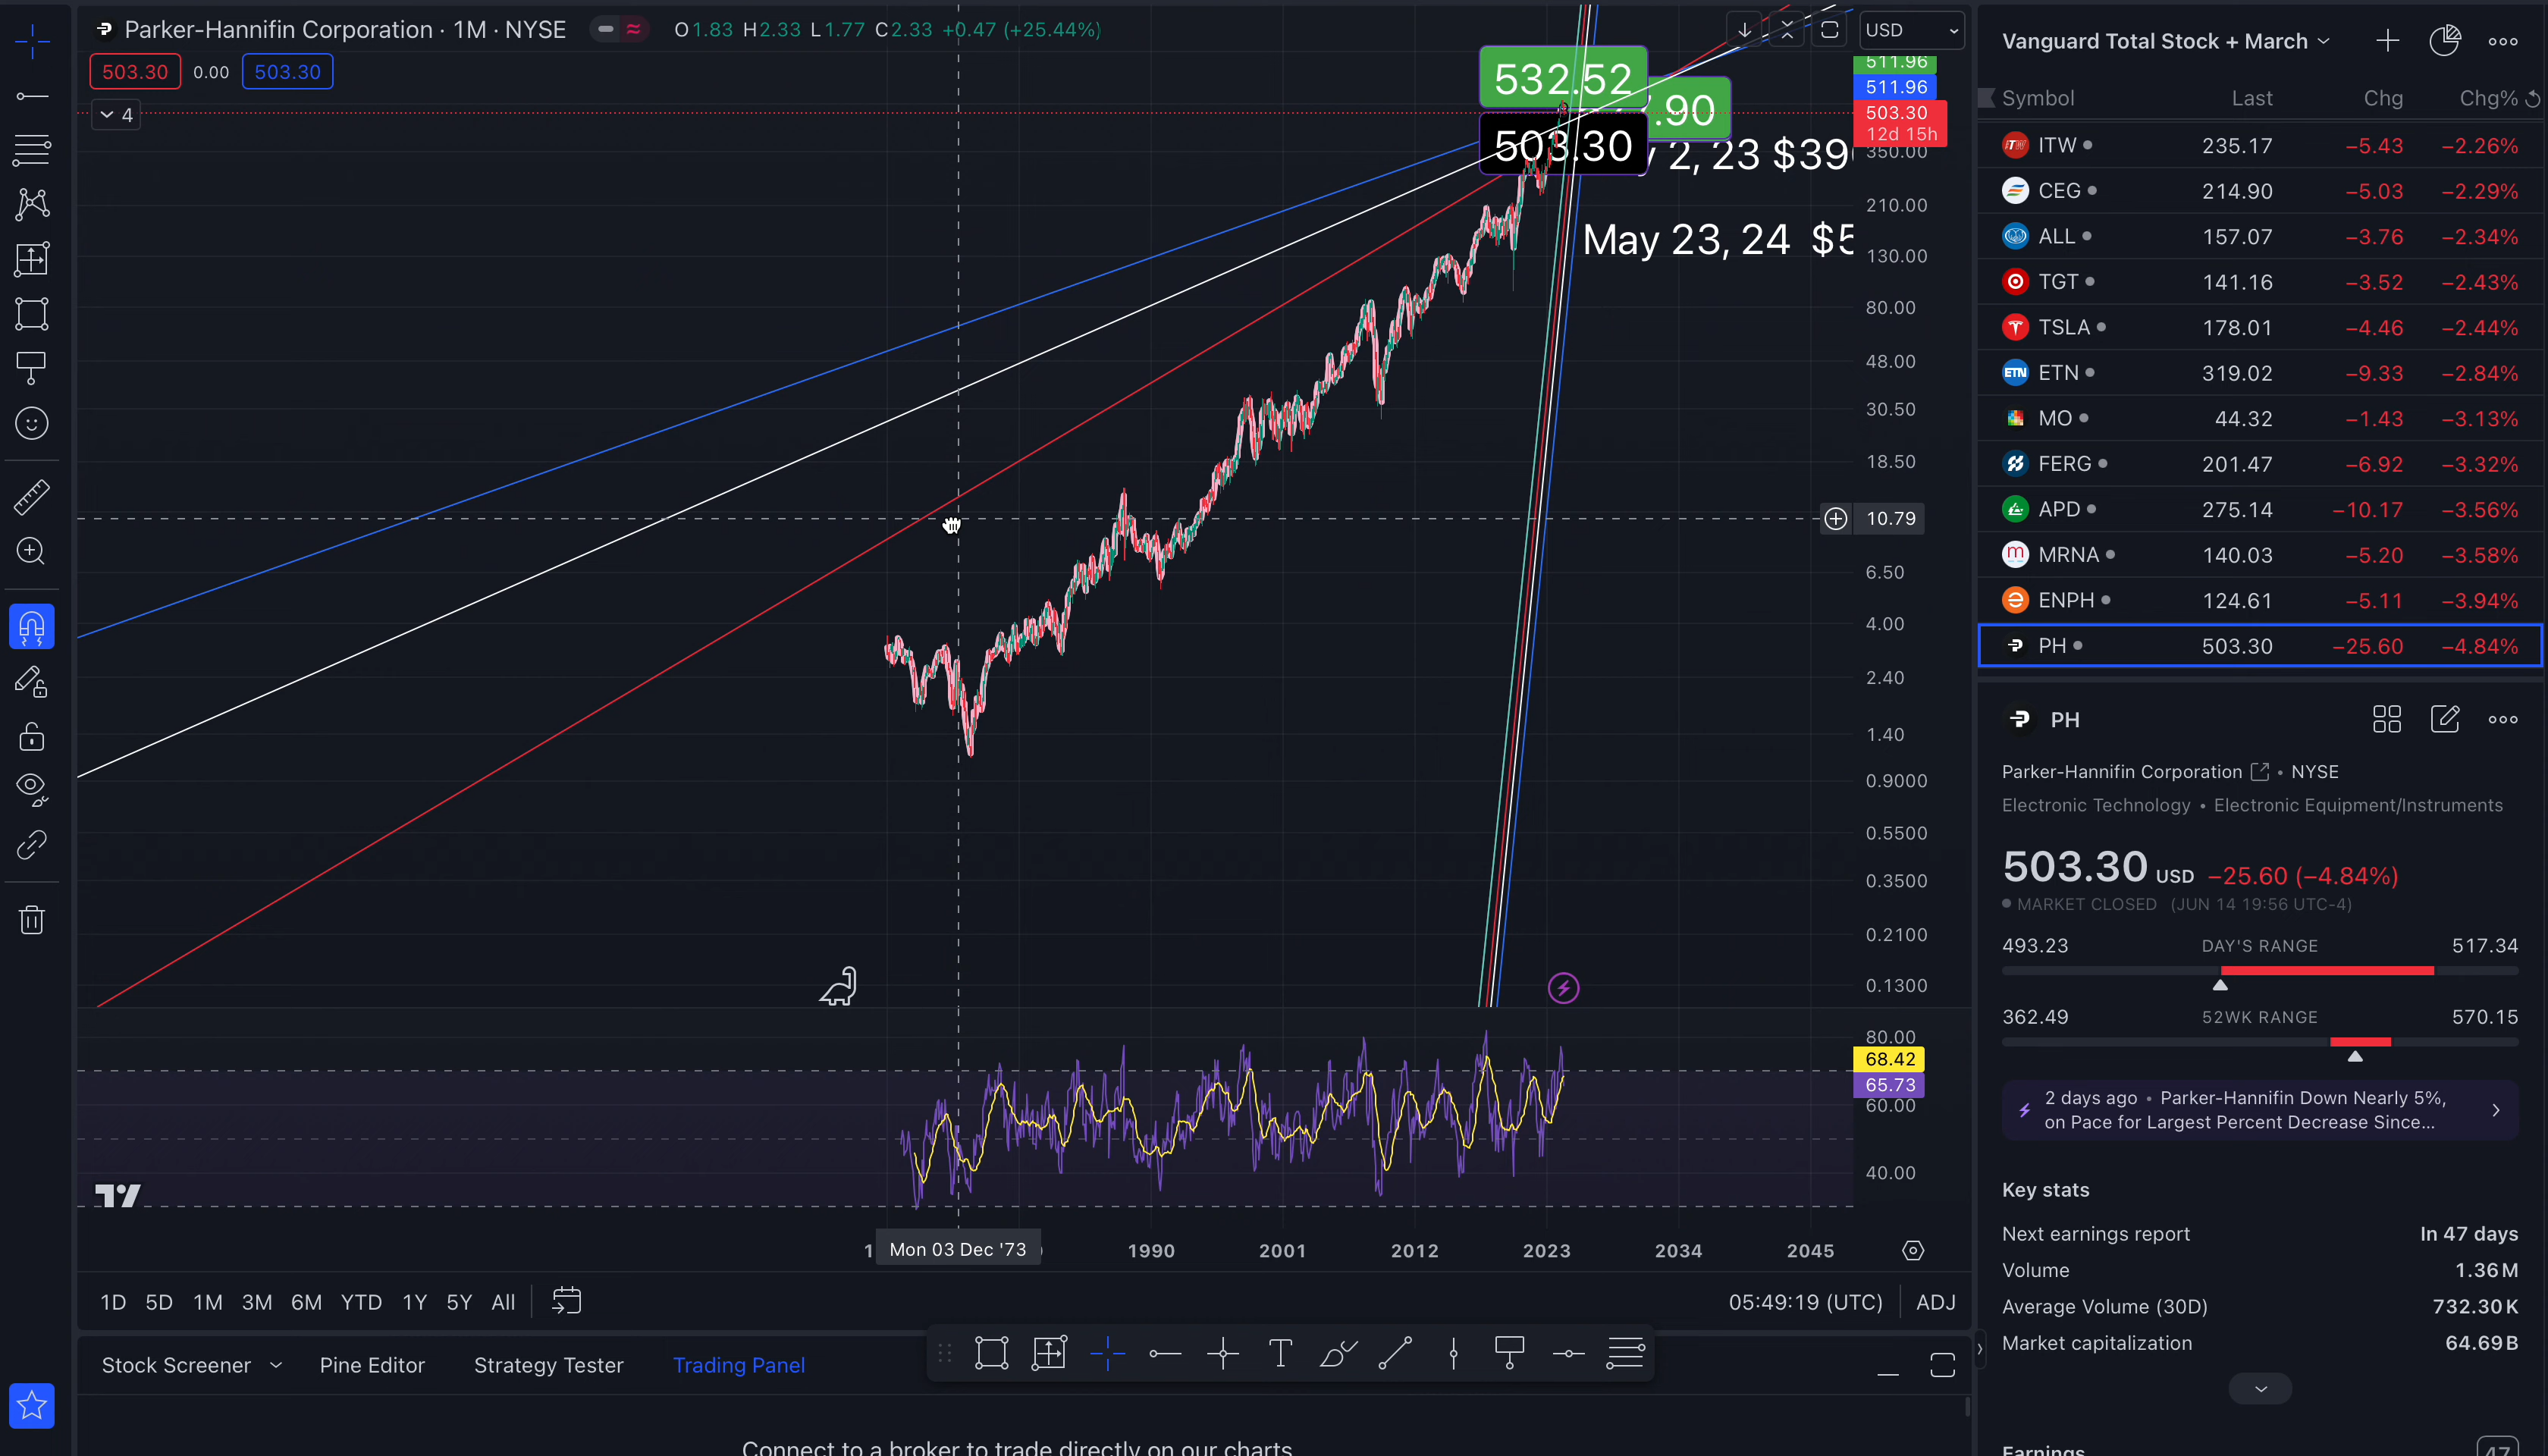 Parker-Hannifin Corporation · 1M · NYSE O1.83 H2.33 L1.77 C2.33 +0.47 (+25.44%)
503.30 0.00 503.30
4
USD
532.52
.90
503.30
2, 23 $39
May 23, 24 $5
511.96
511.96
503.30
12d 15h
350.00
210.00
130.00
80.00
48.00
30.50
18.50
10.79
6.50
4.00
2.40
1.40
0.9000
0.5500
0.3500
0.2100
0.1300
80.00
68.42
65.73
60.00
40.00
Mon 03 Dec '73 1990 2001 2012 2023 2034 2045
1D 5D 1M 3M 6M YTD 1Y 5Y All 05:49:19 (UTC) ADJ
Stock Screener Pine Editor Strategy Tester Trading Panel
Connect to a broker to trade directly on our charts
Vanguard Total Stock + March
Symbol Last Chg Chg%
ITW 235.17 −5.43 −2.26%
CEG 214.90 −5.03 −2.29%
ALL 157.07 −3.76 −2.34%
TGT 141.16 −3.52 −2.43%
TSLA 178.01 −4.46 −2.44%
ETN ETN 319.02 −9.33 −2.84%
MO 44.32 −1.43 −3.13%
FERG 201.47 −6.92 −3.32%
APD 275.14 −10.17 −3.56%
m MRNA 140.03 −5.20 −3.58%
ENPH 124.61 −5.11 −3.94%
PH 503.30 −25.60 −4.84%
PH
Parker-Hannifin Corporation • NYSE
Electronic Technology • Electronic Equipment/Instruments
503.30 USD −25.60 (−4.84%)
MARKET CLOSED (JUN 14 19:56 UTC-4)
493.23 DAY'S RANGE 517.34
362.49 52WK RANGE 570.15
2 days ago • Parker-Hannifin Down Nearly 5%,
on Pace for Largest Percent Decrease Since...
Key stats
Next earnings report In 47 days
Volume 1.36M
Average Volume (30D) 732.30K
Market capitalization 64.69B
Earnings 47